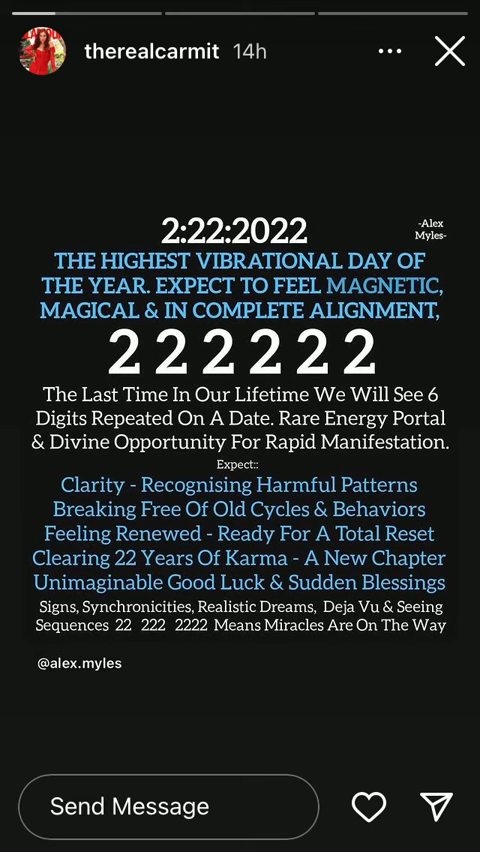 therealcarmit 14h
2:22:2022
-Alex
Myles-
THE HIGHEST VIBRATIONAL DAY OF
THE YEAR. EXPECT TO FEEL MAGNETIC,
MAGICAL & IN COMPLETE ALIGNMENT,
2 2 2 2 2 2
The Last Time In Our Lifetime We Will See 6
Digits Repeated On A Date. Rare Energy Portal
& Divine Opportunity For Rapid Manifestation.
Expect::
Clarity - Recognising Harmful Patterns
Breaking Free Of Old Cycles & Behaviors
Feeling Renewed - Ready For A Total Reset
Clearing 22 Years Of Karma - A New Chapter
Unimaginable Good Luck & Sudden Blessings
Signs, Synchronicities, Realistic Dreams, Deja Vu & Seeing
Sequences 22 222 2222 Means Miracles Are On The Way
@alex.myles
Send Message